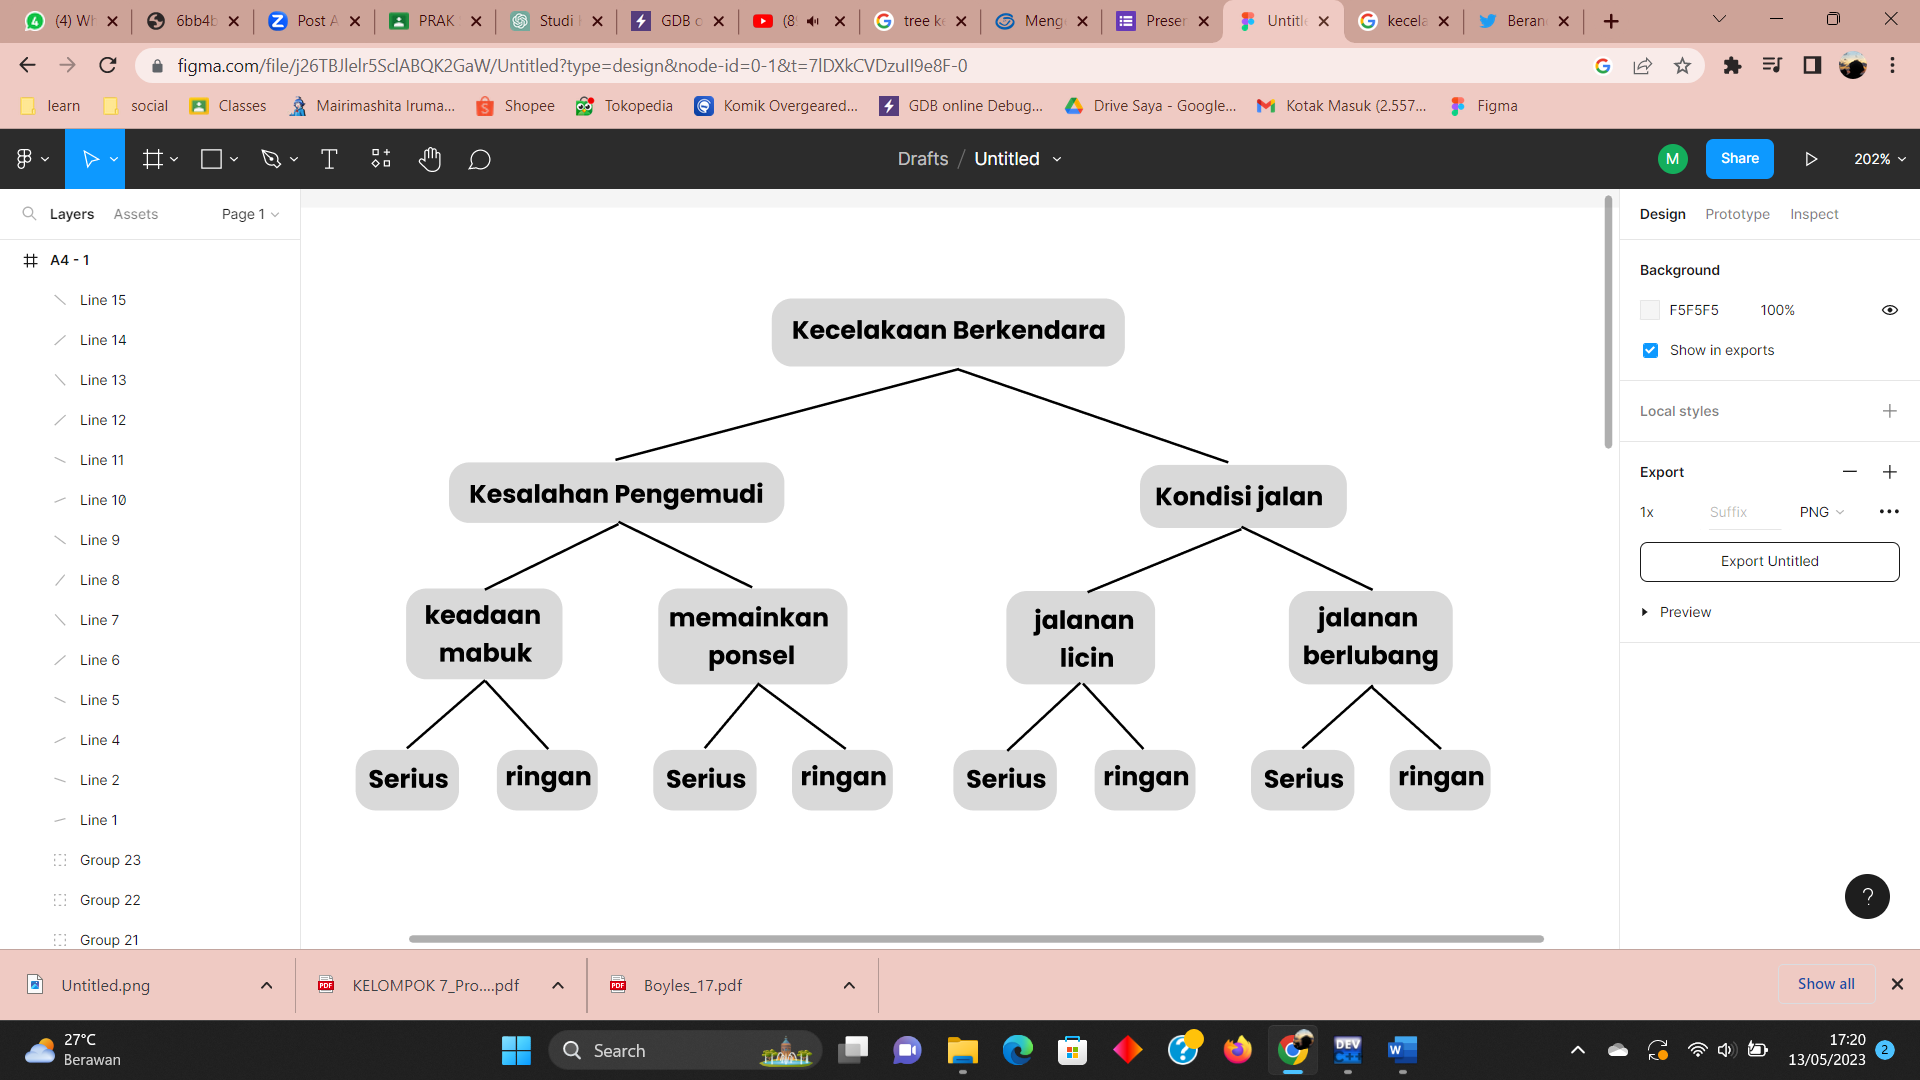 (4) Wh
6bb4b
Post A
PRAK
Studi
GDB o
(8
tree ke
Menge
Presen
Untitle
kecela
Beran
figma.com/file/j26TBJlelr5SclABQK2GaW/Untitled?type=design&node-id=0-1&t=7lDXkCVDzuII9e8F-0
learn
social
Classes
Mairimashita Iruma...
Shopee
Tokopedia
Komik Overgeared...
GDB online Debug...
Drive Saya - Google...
Kotak Masuk (2.557...
Figma
Drafts / Untitled
M
Share
202%
Layers
Assets
Page 1
Design
Prototype
Inspect
A4 - 1
Line 15
Line 14
Line 13
Line 12
Line 11
Line 10
Line 9
Line 8
Line 7
Line 6
Line 5
Line 4
Line 2
Line 1
Group 23
Group 22
Group 21
Kecelakaan Berkendara
Kesalahan Pengemudi
Kondisi jalan
keadaan
mabuk
memainkan
ponsel
jalanan
licin
jalanan
berlubang
Serius
ringan
Serius
ringan
Serius
ringan
Serius
ringan
Background
F5F5F5
100%
Show in exports
Local styles
Export
1x
Suffix
PNG
Export Untitled
Preview
?
Untitled.png
KELOMPOK 7_Pro....pdf
Boyles_17.pdf
Show all
27°C
Berawan
Search
DEV
C++
17:20
13/05/2023
2